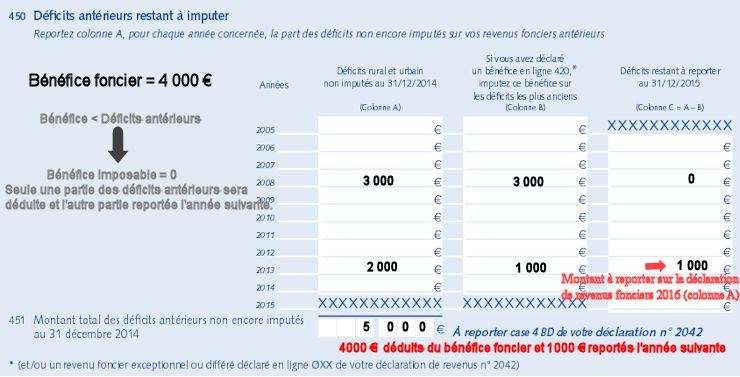 450 Déficits antérieurs restant à imputer
Reportez colonne A, pour chaque année concernée, la part des déficits non encore imputés sur vos revenus fonciers antérieurs
Bénéfice foncier = 4 000 €
Bénéfice < Déficits antérieurs
Bénéfice imposable = 0
Seule une partie des déficits antérieurs sera
déduite et l'autre partie reportée l'année suivante.
Années
Déficits rural et urbain
non imputés au 31/12/2014
(Colonne A)
Si vous avez déclaré
un bénéfice en ligne 420,*
imputez ce bénéfice sur
les déficits les plus anciens
(Colonne B)
Déficits restant à reporter
au 31/12/2015
(Colonne C = A – B)
2005 € € XXXXXXXXXXXX
2006 € € €
2007 € € €
2008 3 000 € 3 000 € 0 €
2009 € € €
2010 € € €
2011 € € €
2012 € € €
2013 2 000 € 1 000 € 1 000 €
Montant à reporter sur la déclaration
de revenus fonciers 2016 (colonne A)
2014 € € €
2015 XXXXXXXXXXXX XXXXXXXXXXX
451 Montant total des déficits antérieurs non encore imputés
au 31 décembre 2014
5 0 0 0 € À reporter case 4 BD de votre déclaration n° 2042
4000 € déduits du bénéfice foncier et 1000 € reportés l'année suivante
* (et/ou un revenu foncier exceptionnel ou différé déclaré en ligne ØXX de votre déclaration de revenus n° 2042)